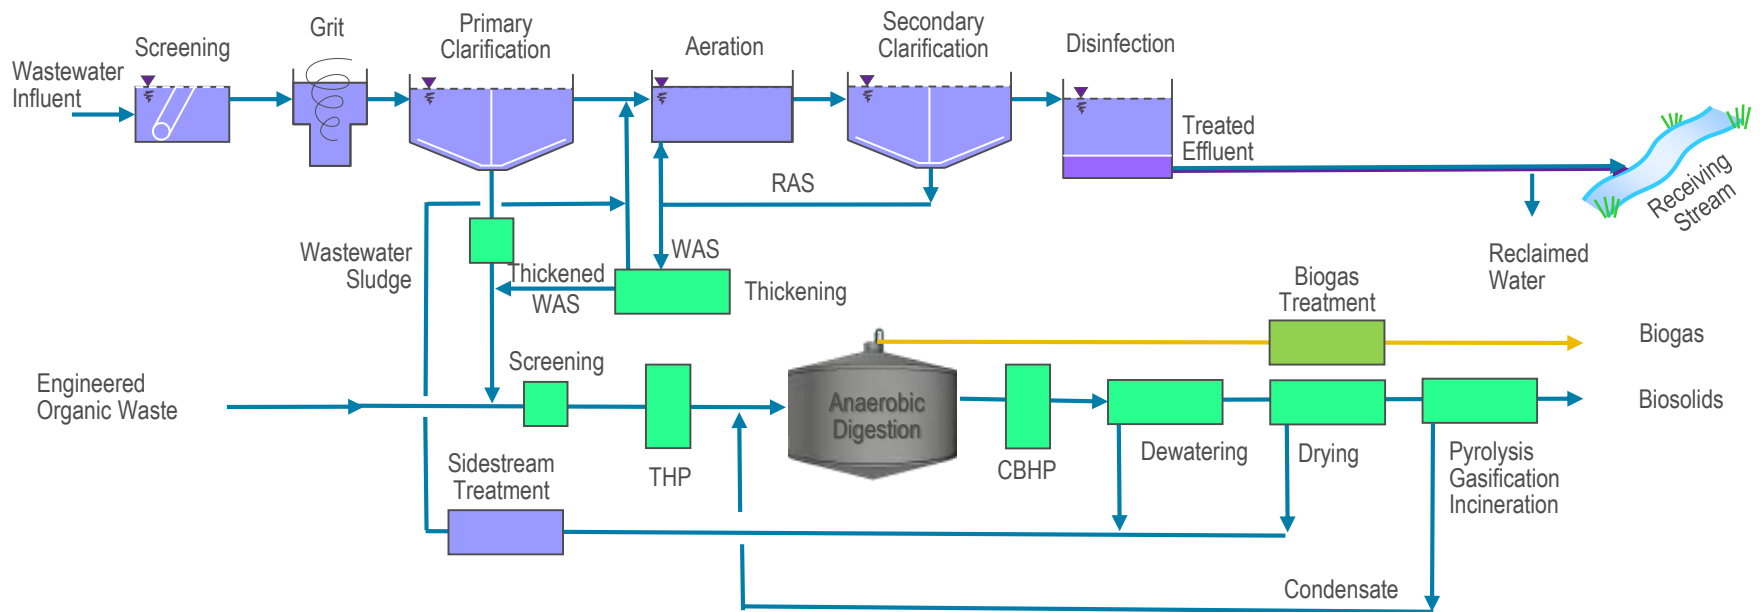 Screening
Grit
Primary
Clarification
Aeration
Secondary
Clarification
Disinfection
Wastewater
Influent
Treated
Effluent
RAS
Receiving
Stream
Wastewater
Sludge
WAS
Thickened
WAS
Thickening
Reclaimed
Water
Biogas
Treatment
Biogas
Screening
Engineered
Organic Waste
Anaerobic
Digestion
Biosolids
Sidestream
Treatment
THP
CBHP
Dewatering
Drying
Pyrolysis
Gasification
Incineration
Condensate